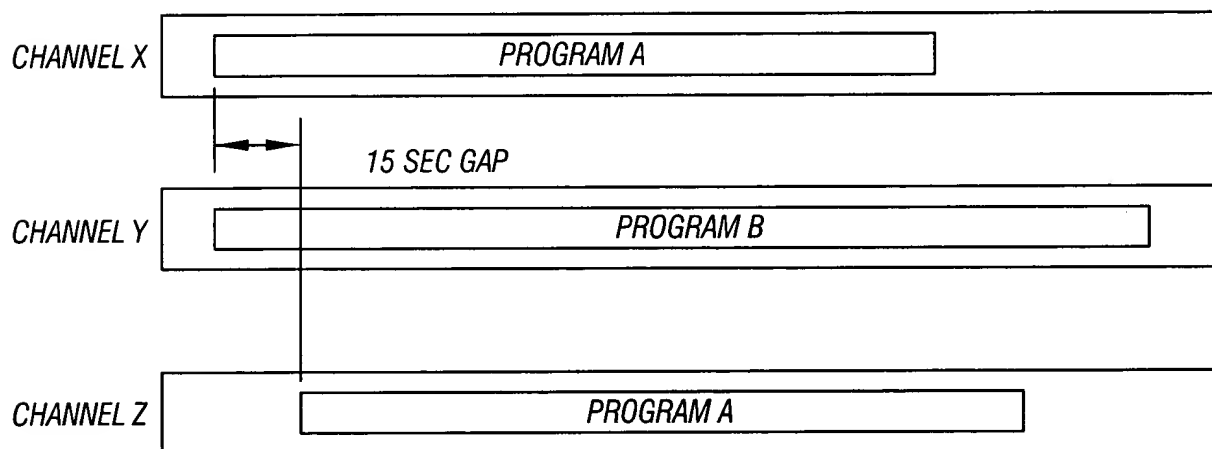 CHANNEL X
PROGRAM A
15 SEC GAP
CHANNEL Y
PROGRAM B
CHANNEL Z
PROGRAM A